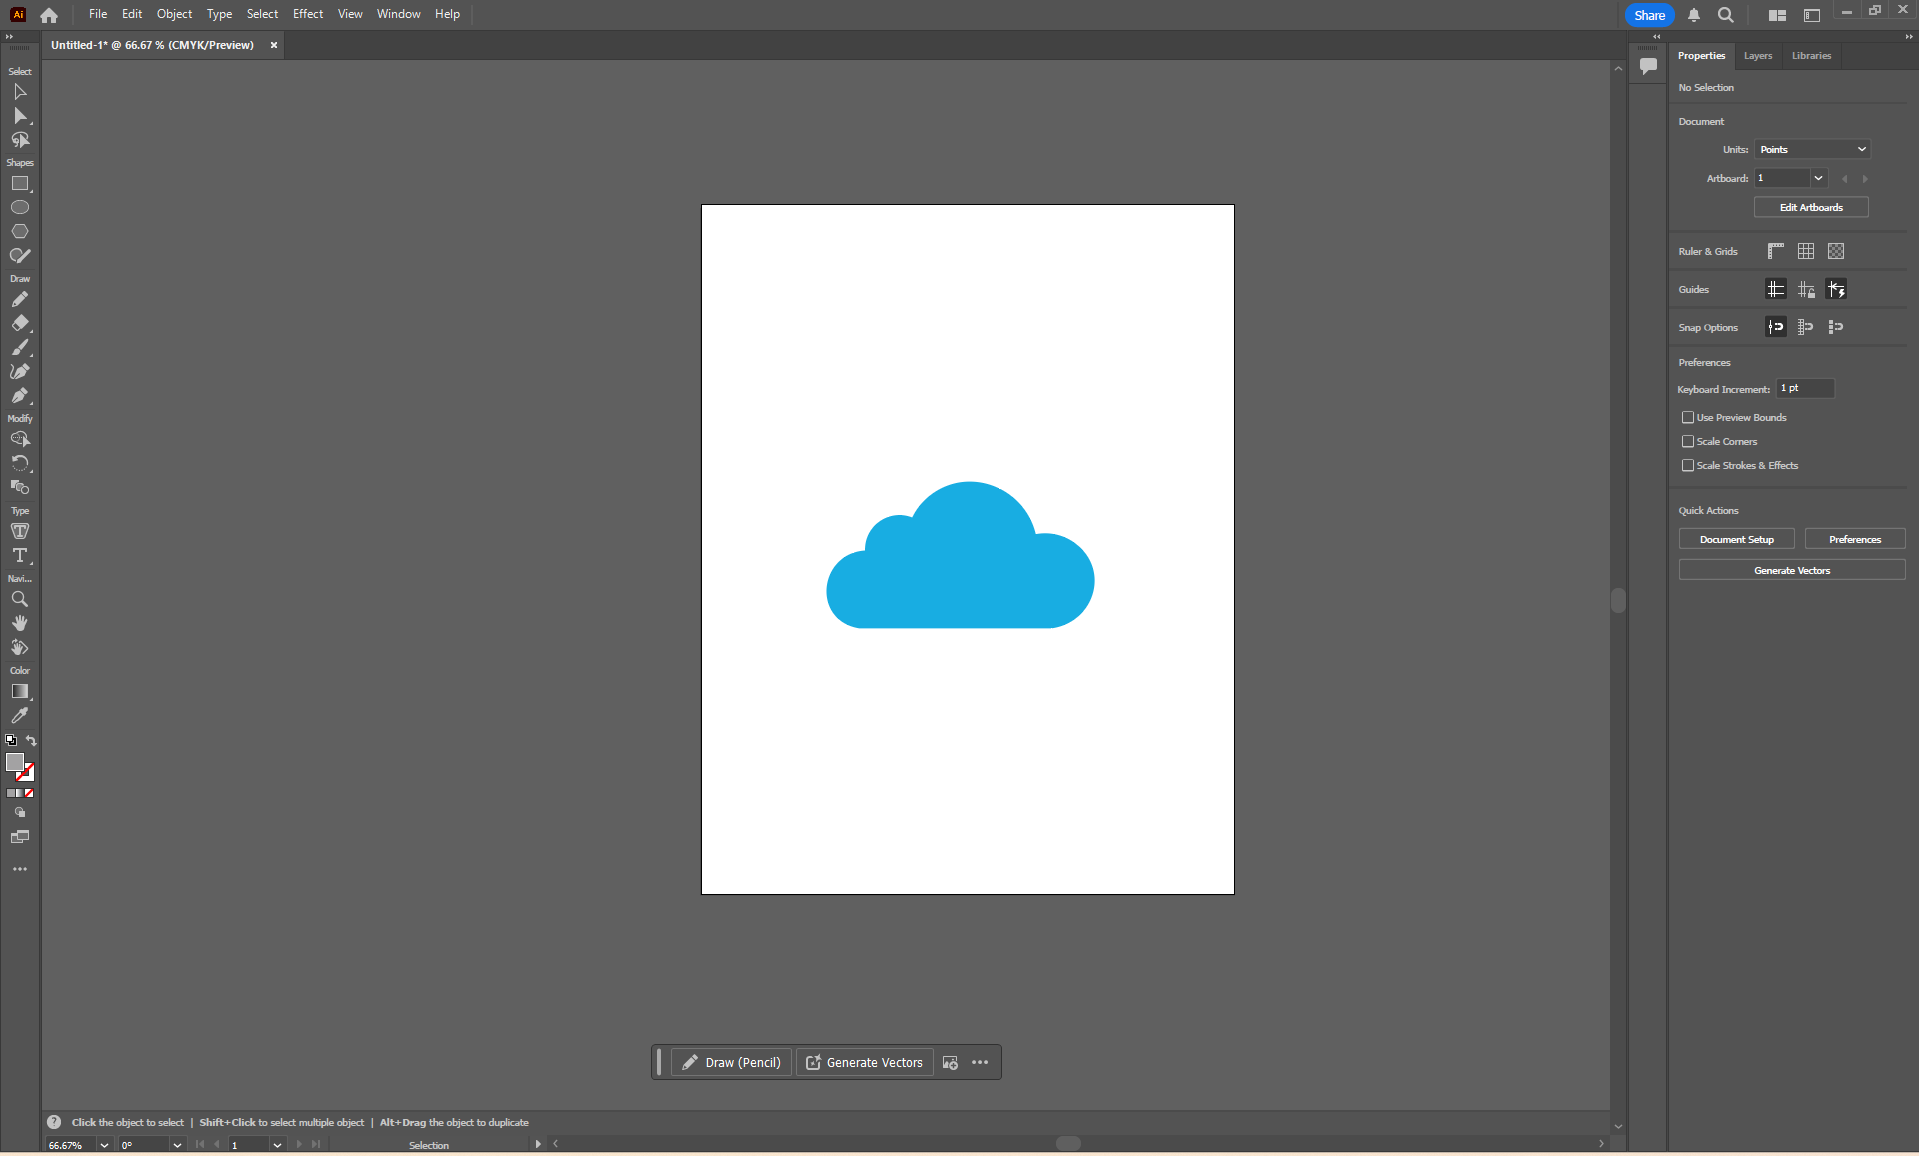 Ai
File Edit Object Type Select Effect View Window Help
Share
Untitled-1* @ 66.67 % (CMYK/Preview) ×
Select
Shapes
Draw
Modify
Type
Navi...
Color
Properties Layers Libraries
No Selection
Document
Units: Points
Artboard: 1
Edit Artboards
Ruler & Grids
Guides
Snap Options
Preferences
Keyboard Increment: 1 pt
Use Preview Bounds
Scale Corners
Scale Strokes & Effects
Quick Actions
Document Setup Preferences
Generate Vectors
Draw (Pencil) Generate Vectors
? Click the object to select | Shift+Click to select multiple object | Alt+Drag the object to duplicate
66.67% 0° 1 Selection